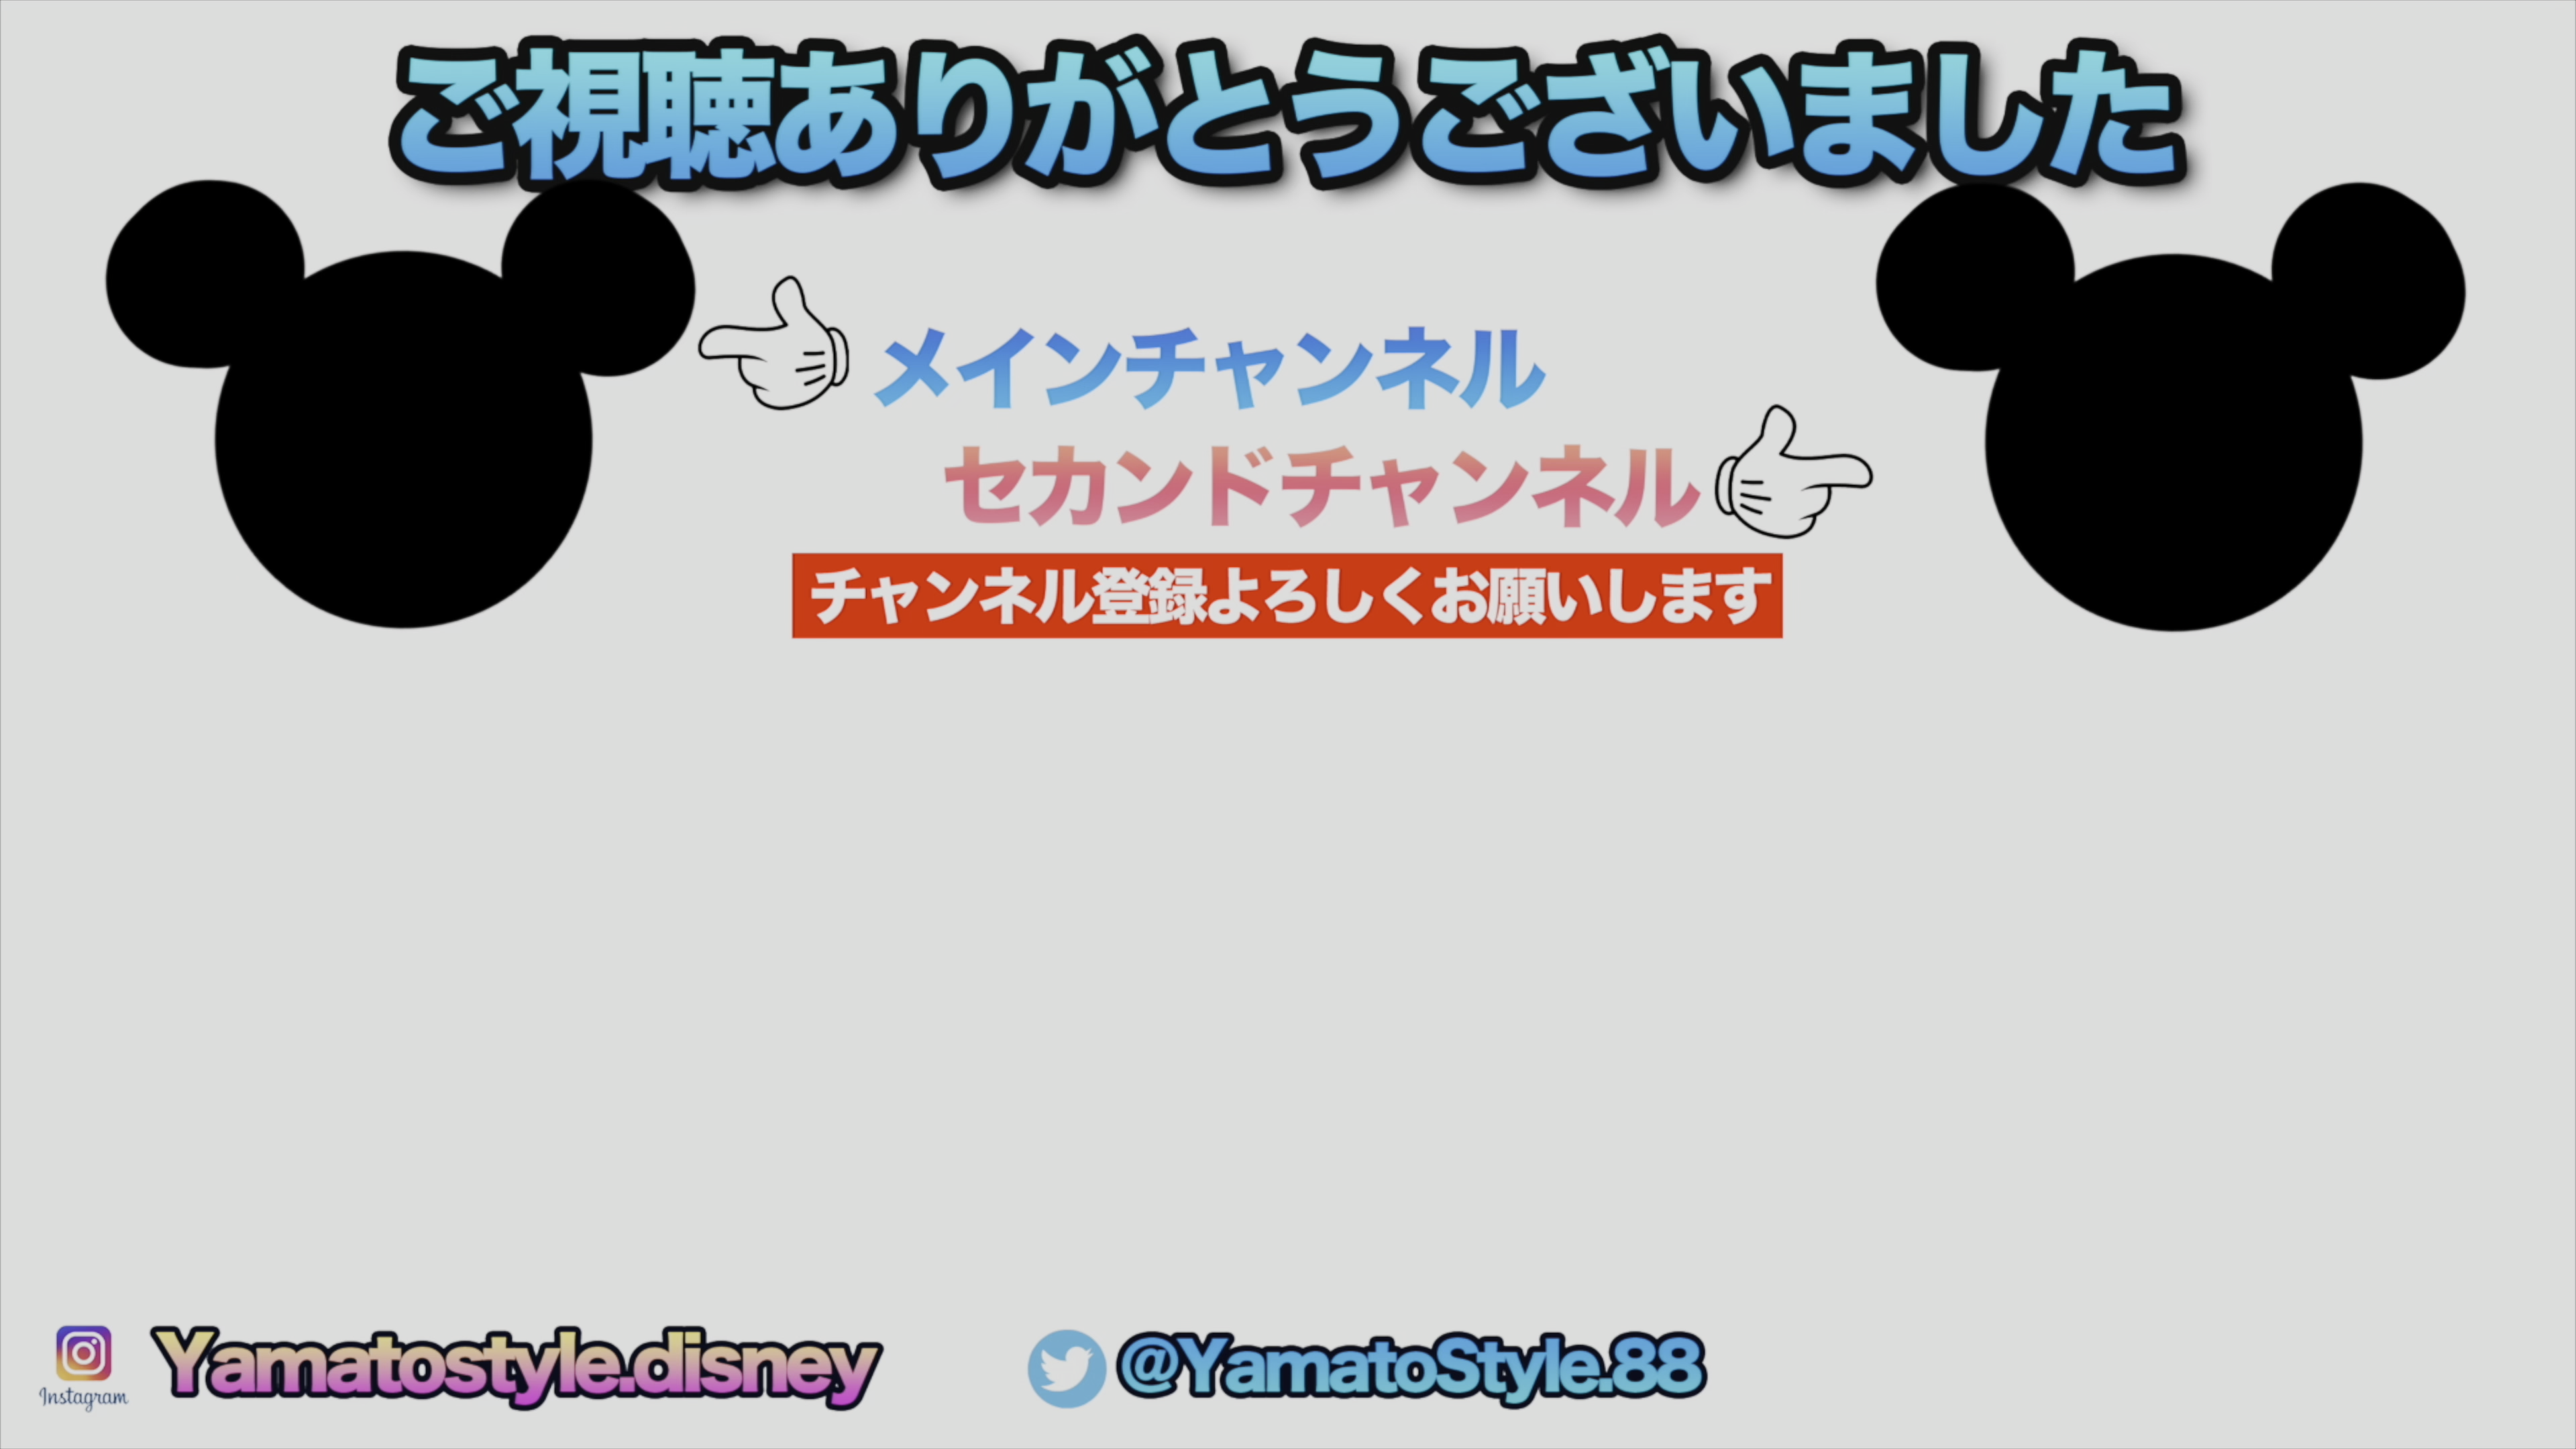 ご視聴ありがとうございました
メインチャンネル
セカンドチャンネル
チャンネル登録よろしくお願いします
Instagram
Yamatostyle.disney
@YamatoStyle.88